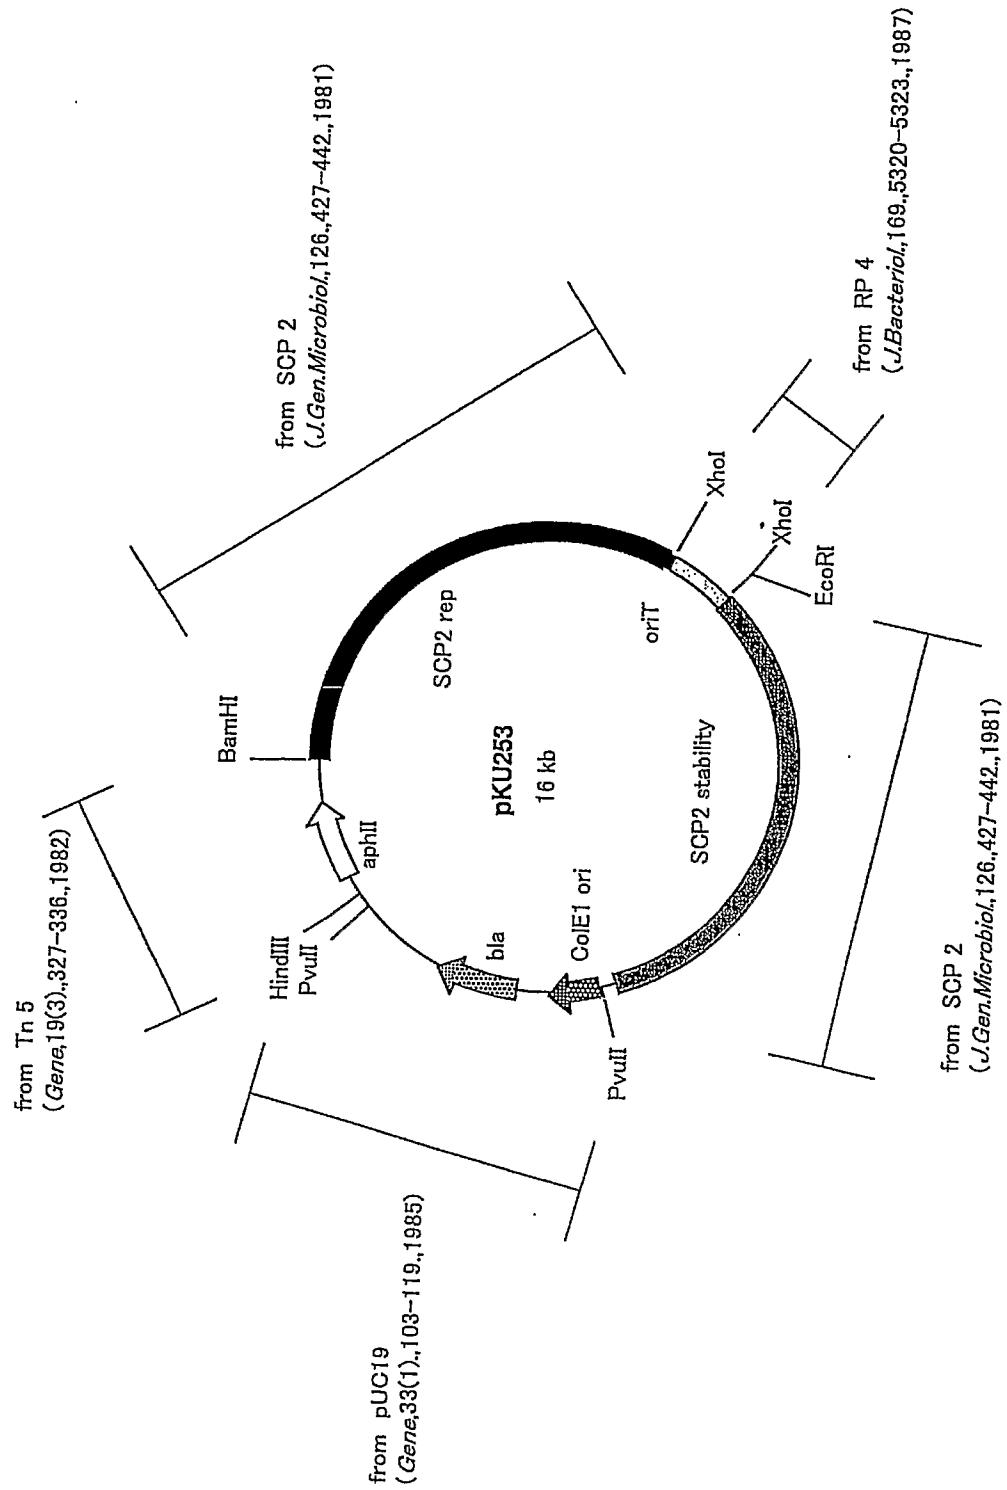 from Tn 5
(Gene,19(3).,327-336.,1982)
from SCP 2
(J.Gen.Microbiol.,126.,427-442.,1981)
from pUC19
(Gene,33(1).,103-119.,1985)
HindIII
PvuII
BamHI
aphII
bla
ColE1 ori
PvuII
SCP2 rep
pKU253
16 kb
SCP2 stability
oriT
XhoI
XhoI
EcoRI
from RP 4
(J.Bacteriol.,169.,5320-5323.,1987)
from SCP 2
(J.Gen.Microbiol.,126.,427-442.,1981)